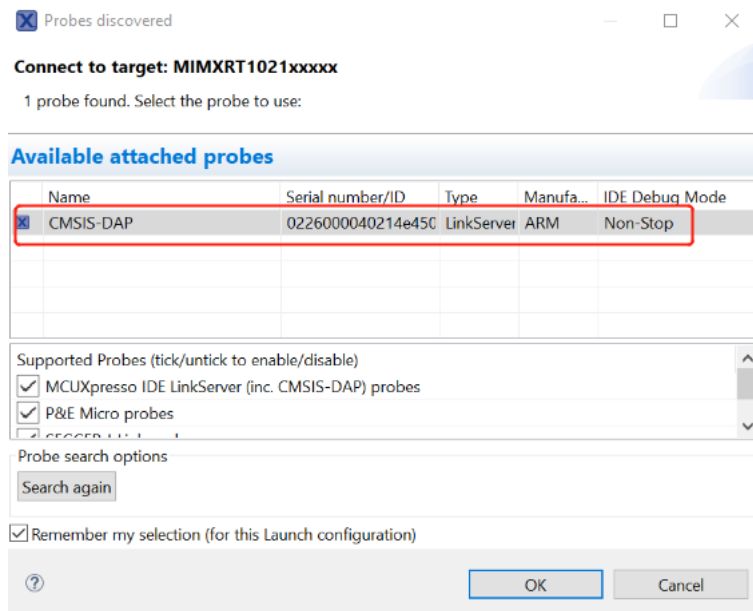 Probes discovered
Connect to target: MIMXRT1021xxxxx
1 probe found. Select the probe to use:
Available attached probes
Name Serial number/ID Type Manufa... IDE Debug Mode
CMSIS-DAP 0226000040214e450 LinkServer ARM Non-Stop
Supported Probes (tick/untick to enable/disable)
MCUXpresso IDE LinkServer (inc. CMSIS-DAP) probes
P&E Micro probes
Probe search options
Search again
Remember my selection (for this Launch configuration)
OK Cancel